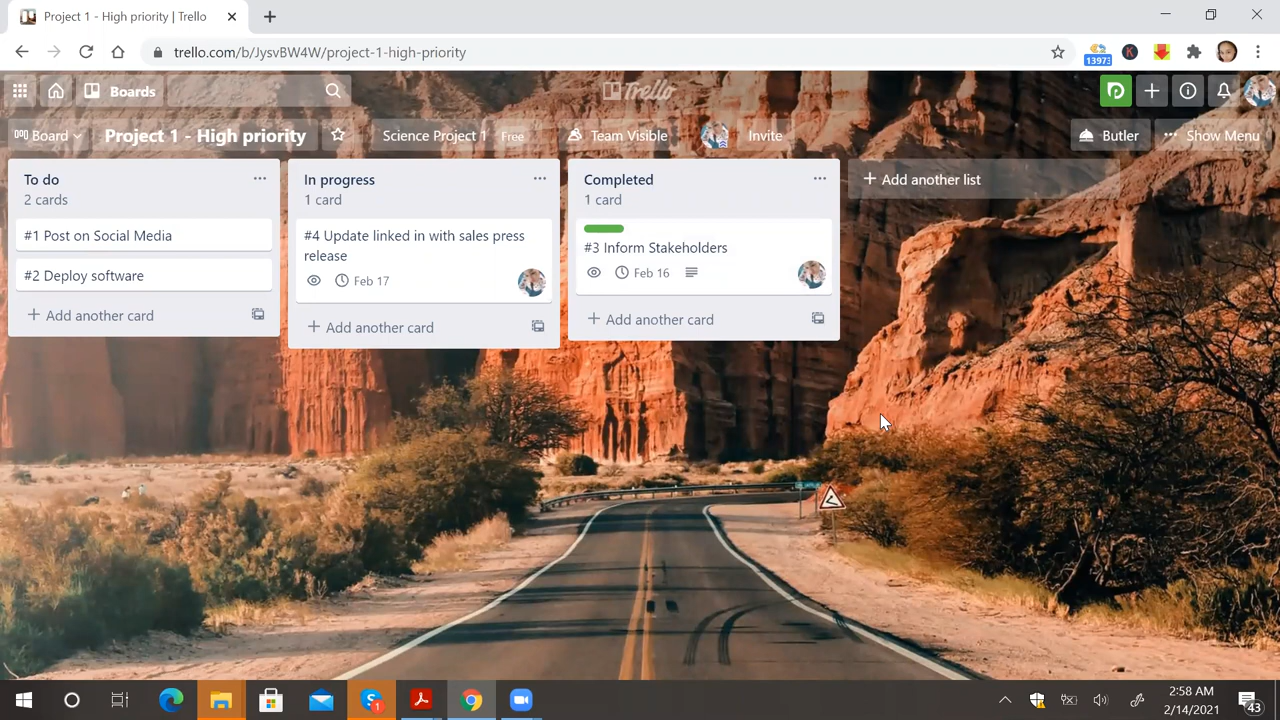 Project 1 - High priority | Trello
trello.com/b/JysvBW4W/project-1-high-priority
13973
K
Boards
Trello
Board
Project 1 - High priority
Science Project 1
Free
Team Visible
Invite
Butler
Show Menu
To do
2 cards
#1 Post on Social Media
#2 Deploy software
Add another card
In progress
1 card
#4 Update linked in with sales press
release
Feb 17
Add another card
Completed
1 card
#3 Inform Stakeholders
Feb 16
Add another card
Add another list
1
2:58 AM
2/14/2021
43